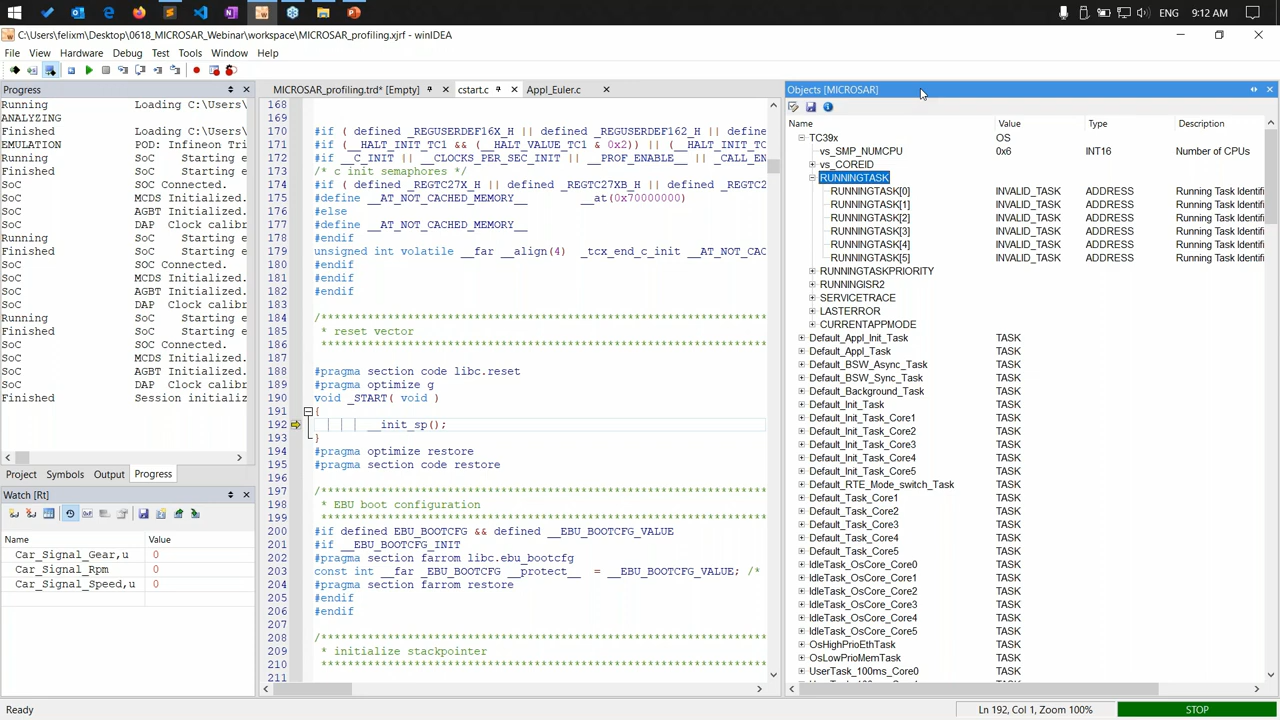 ENG 9:12 AM
C:\Users\felixm\Desktop\0618_MICROSAR_Webinar\workspace\MICROSAR_profiling.xjrf - winIDEA
File View Hardware Debug Test Tools Window Help
Progress
Running Loading C:\Users\
ANALYZING
Finished Loading C:\Users\
EMULATION POD: Infineon Tri
Running SoC Starting e
Finished SoC Starting e
SoC SoC Connected.
SoC MCDS Initialized.
SoC AGBT Initialized.
SoC DAP Clock calibr
Running SoC Starting e
Finished SoC Starting e
SoC SoC Connected.
SoC MCDS Initialized.
SoC AGBT Initialized.
SoC DAP Clock calibr
Running SoC Starting e
Finished SoC Starting e
SoC SoC Connected.
SoC MCDS Initialized.
SoC AGBT Initialized.
SoC DAP Clock calibr
Finished Session initializ
Project Symbols Output Progress
Watch [Rt]
Name Value
Car_Signal_Gear,u 0
Car_Signal_Rpm 0
Car_Signal_Speed,u 0
MICROSAR_profiling.trd* [Empty] cstart.c Appl_Euler.c
168
169
170 #if ( defined _REGUSERDEF16X_H || defined _REGUSERDEF162_H || define
171 #if (__HALT_INIT_TC1 && (__HALT_VALUE_TC1 & 0x2)) || (__HALT_INIT_TC
172 #if __C_INIT || __CLOCKS_PER_SEC_INIT || __PROF_ENABLE__ || _CALL_EN
173 /* c init semaphores */
174 #if ( defined _REGTC27X_H || defined _REGTC27XB_H || defined _REGTC2
175 #define __AT_NOT_CACHED_MEMORY__ __at(0x70000000)
176 #else
177 #define __AT_NOT_CACHED_MEMORY__
178 #endif
179 unsigned int volatile __far __align(4) _tcx_end_c_init __AT_NOT_CAC
180 #endif
181 #endif
182 #endif
183
184 /*******************************************************************
185 * reset vector
186 *******************************************************************
187
188 #pragma section code libc.reset
189 #pragma optimize g
190 void _START( void )
191 {
192 __init_sp();
193 }
194 #pragma optimize restore
195 #pragma section code restore
196
197 /*******************************************************************
198 * EBU boot configuration
199 *******************************************************************
200 #if defined EBU_BOOTCFG && defined __EBU_BOOTCFG_VALUE
201 #if __EBU_BOOTCFG_INIT
202 #pragma section farrom libc.ebu_bootcfg
203 const int __far _EBU_BOOTCFG __protect__ = __EBU_BOOTCFG_VALUE; /*
204 #pragma section farrom restore
205 #endif
206 #endif
207
208 /*******************************************************************
209 * initialize stackpointer
210 *******************************************************************
211
Objects [MICROSAR]
Name Value Type Description
TC39x OS
vs_SMP_NUMCPU 0x6 INT16 Number of CPUs
vs_COREID
RUNNINGTASK
RUNNINGTASK[0] INVALID_TASK ADDRESS Running Task Identifi
RUNNINGTASK[1] INVALID_TASK ADDRESS Running Task Identifi
RUNNINGTASK[2] INVALID_TASK ADDRESS Running Task Identifi
RUNNINGTASK[3] INVALID_TASK ADDRESS Running Task Identifi
RUNNINGTASK[4] INVALID_TASK ADDRESS Running Task Identifi
RUNNINGTASK[5] INVALID_TASK ADDRESS Running Task Identifi
RUNNINGTASKPRIORITY
RUNNINGISR2
SERVICETRACE
LASTERROR
CURRENTAPPMODE
Default_Appl_Init_Task TASK
Default_Appl_Task TASK
Default_BSW_Async_Task TASK
Default_BSW_Sync_Task TASK
Default_Background_Task TASK
Default_Init_Task TASK
Default_Init_Task_Core1 TASK
Default_Init_Task_Core2 TASK
Default_Init_Task_Core3 TASK
Default_Init_Task_Core4 TASK
Default_Init_Task_Core5 TASK
Default_RTE_Mode_switch_Task TASK
Default_Task_Core1 TASK
Default_Task_Core2 TASK
Default_Task_Core3 TASK
Default_Task_Core4 TASK
Default_Task_Core5 TASK
IdleTask_OsCore_Core0 TASK
IdleTask_OsCore_Core1 TASK
IdleTask_OsCore_Core2 TASK
IdleTask_OsCore_Core3 TASK
IdleTask_OsCore_Core4 TASK
IdleTask_OsCore_Core5 TASK
OsHighPrioEthTask TASK
OsLowPrioMemTask TASK
UserTask_100ms_Core0 TASK
Ready Ln 192, Col 1, Zoom 100% STOP